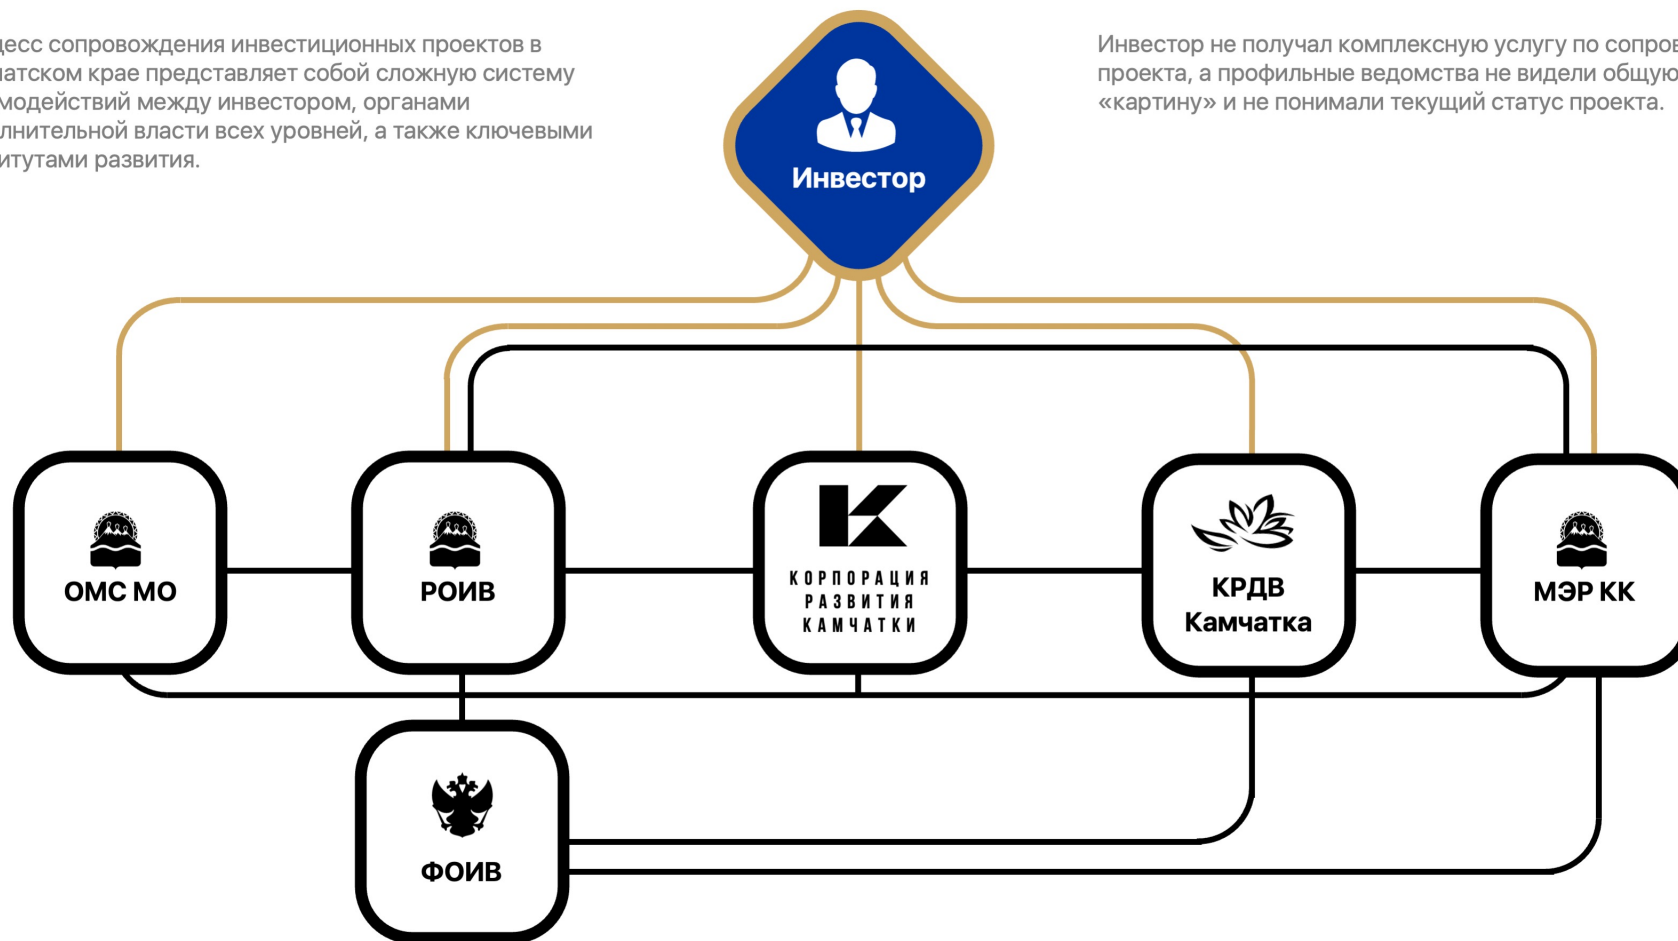 цесс сопровождения инвестиционных проектов в
атском крае представляет собой сложную систему
модействий между инвестором, органами
лнительной власти всех уровней, а также ключевыми
итутами развития.
Инвестор не получал комплексную услугу по сопров
проекта, а профильные ведомства не видели общую
«картину» и не понимали текущий статус проекта.
Инвестор
ОМС МО
РОИВ
КОРПОРАЦИЯ
РАЗВИТИЯ
КАМЧАТКИ
КРДВ
Камчатка
МЭР КК
ФОИВ